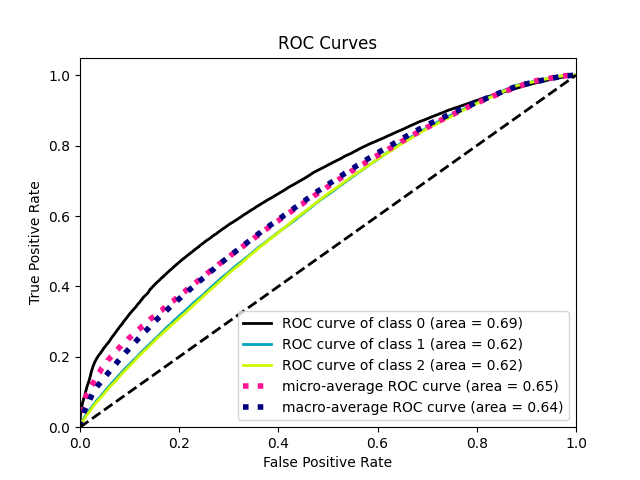 ROC Curves
True Positive Rate
1.0
0.8
0.6
0.4
0.2
0.0
ROC curve of class 0 (area = 0.69)
ROC curve of class 1 (area = 0.62)
ROC curve of class 2 (area = 0.62)
micro-average ROC curve (area = 0.65)
macro-average ROC curve (area = 0.64)
0.0 0.2 0.4 0.6 0.8 1.0
False Positive Rate